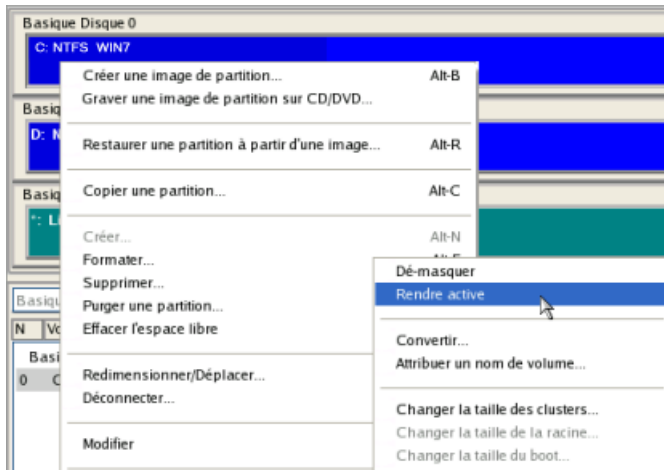 Basique Disque 0
C: NTFS WIN7
Créer une image de partition... Alt-B
Graver une image de partition sur CD/DVD...
Basiq
D: N
Restaurer une partition à partir d'une image... Alt-R
Copier une partition... Alt-C
Basiq
*: Li
Créer... Alt-N
Formater...
Dé-masquer
Supprimer...
Rendre active
Basiqu
Purger une partition...
N Vo
Effacer l'espace libre
Convertir...
Basi
Attribuer un nom de volume...
0 C
Redimensionner/Déplacer...
Déconnecter...
Changer la taille des clusters...
Changer la taille de la racine...
Modifier
Changer la taille du boot...